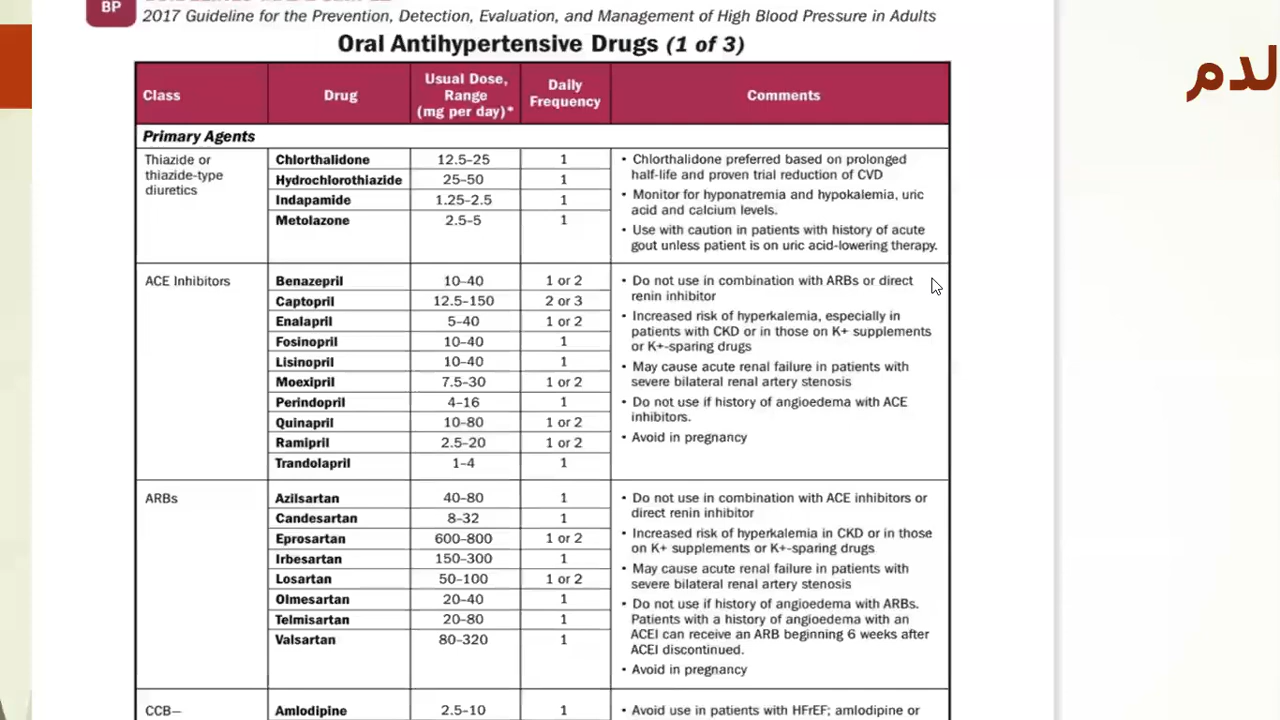 BP
2017 Guideline for the Prevention, Detection, Evaluation, and Management of High Blood Pressure in Adults
Oral Antihypertensive Drugs (1 of 3)
الدم
Class Drug Usual Dose, Range (mg per day)* Daily Frequency Comments
Primary Agents
Thiazide or thiazide-type diuretics
Chlorthalidone 12.5–25 1
Hydrochlorothiazide 25–50 1
Indapamide 1.25–2.5 1
Metolazone 2.5–5 1
• Chlorthalidone preferred based on prolonged
half-life and proven trial reduction of CVD
• Monitor for hyponatremia and hypokalemia, uric
acid and calcium levels.
• Use with caution in patients with history of acute
gout unless patient is on uric acid-lowering therapy.
ACE Inhibitors
Benazepril 10–40 1 or 2
Captopril 12.5–150 2 or 3
Enalapril 5–40 1 or 2
Fosinopril 10–40 1
Lisinopril 10–40 1
Moexipril 7.5–30 1 or 2
Perindopril 4–16 1
Quinapril 10–80 1 or 2
Ramipril 2.5–20 1 or 2
Trandolapril 1–4 1
• Do not use in combination with ARBs or direct
renin inhibitor
• Increased risk of hyperkalemia, especially in
patients with CKD or in those on K+ supplements
or K+-sparing drugs
• May cause acute renal failure in patients with
severe bilateral renal artery stenosis
• Do not use if history of angioedema with ACE
inhibitors.
• Avoid in pregnancy
ARBs
Azilsartan 40–80 1
Candesartan 8–32 1
Eprosartan 600–800 1 or 2
Irbesartan 150–300 1
Losartan 50–100 1 or 2
Olmesartan 20–40 1
Telmisartan 20–80 1
Valsartan 80–320 1
• Do not use in combination with ACE inhibitors or
direct renin inhibitor
• Increased risk of hyperkalemia in CKD or in those
on K+ supplements or K+-sparing drugs
• May cause acute renal failure in patients with
severe bilateral renal artery stenosis
• Do not use if history of angioedema with ARBs.
Patients with a history of angioedema with an
ACEI can receive an ARB beginning 6 weeks after
ACEI discontinued.
• Avoid in pregnancy
CCB—
Amlodipine 2.5–10 1
• Avoid use in patients with HFrEF; amlodipine or